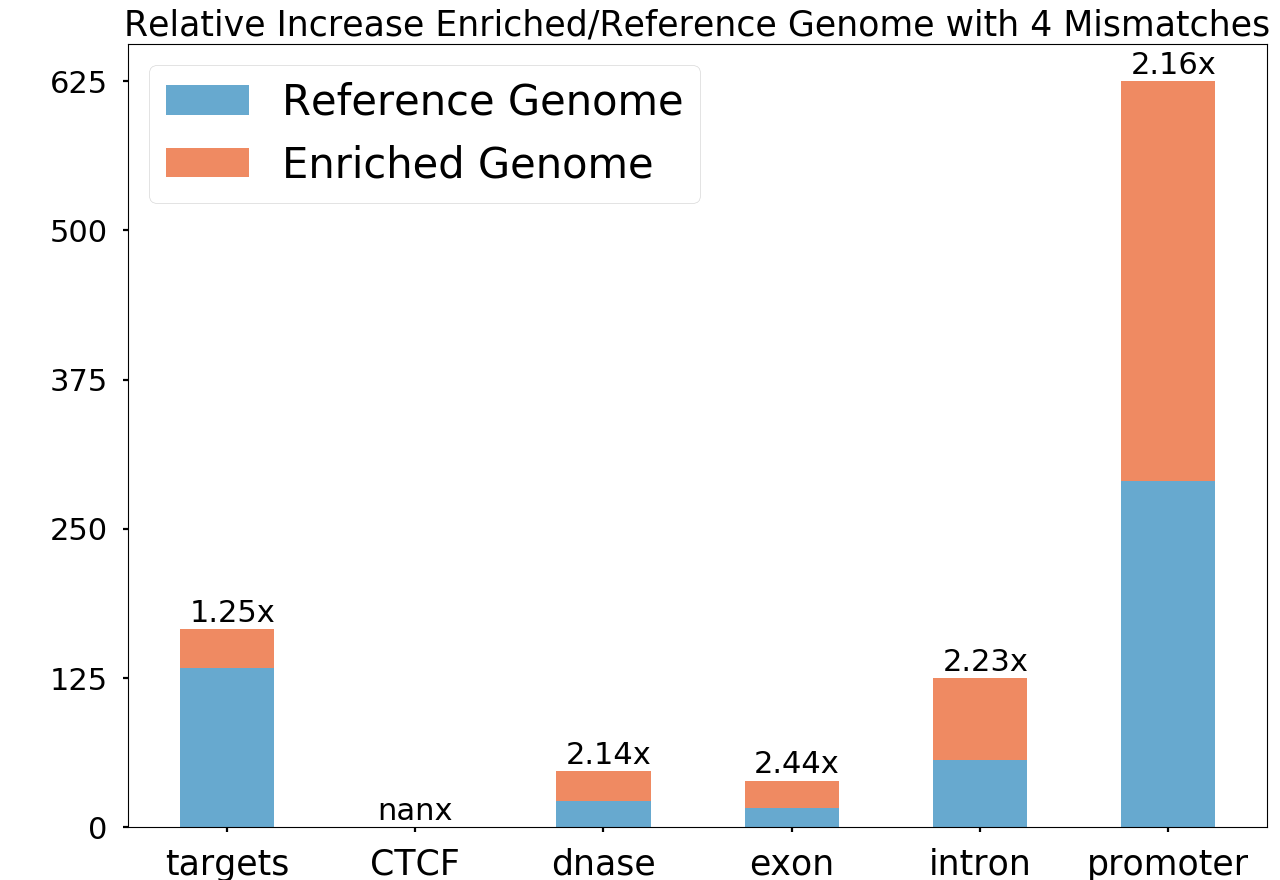 Relative Increase Enriched/Reference Genome with 4 Mismatches
Reference Genome
Enriched Genome
625
500
375
250
125
0
1.25x
nanx
2.14x
2.44x
2.23x
2.16x
targets CTCF dnase exon intron promoter